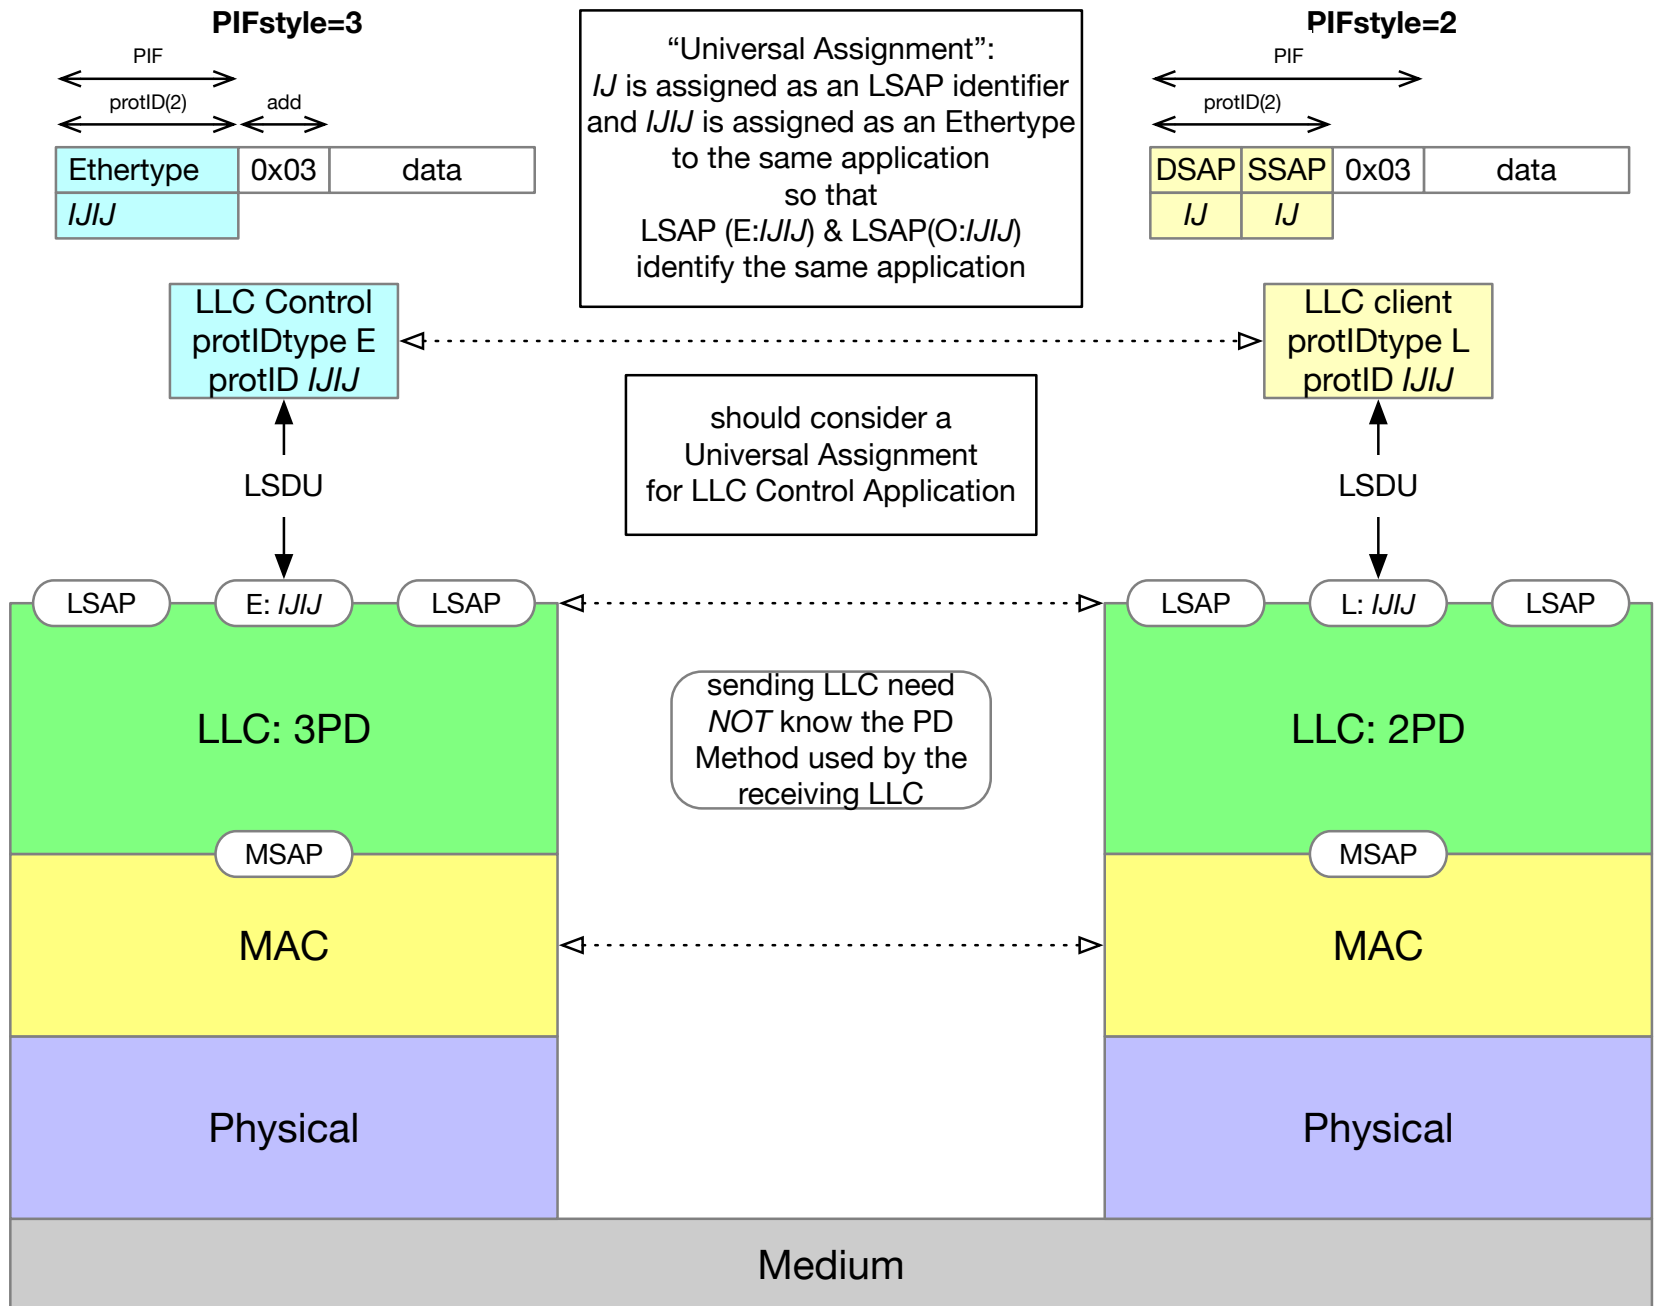 PIFstyle=3
PIF
protID(2)
add
Ethertype
0x03
data
IJIJ
“Universal Assignment”:
IJ is assigned as an LSAP identifier
and IJIJ is assigned as an Ethertype
to the same application
so that
LSAP (E:IJIJ) & LSAP(O:IJIJ)
identify the same application
PIFstyle=2
PIF
protID(2)
DSAP
SSAP
0x03
data
IJ
IJ
LLC Control
protIDtype E
protID IJIJ
LLC client
protIDtype L
protID IJIJ
should consider a
Universal Assignment
for LLC Control Application
LSDU
LSDU
LSAP
E: IJIJ
LSAP
LSAP
L: IJIJ
LSAP
LLC: 3PD
sending LLC need
NOT know the PD
Method used by the
receiving LLC
LLC: 2PD
MSAP
MSAP
MAC
MAC
Physical
Physical
Medium